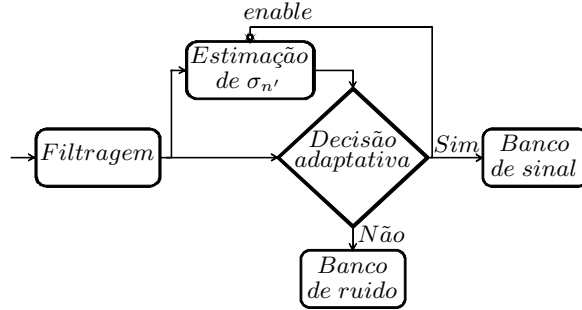 enable
Estimação
de σn′
Filtragem
Decisão
adaptativa
Sim
Banco
de sinal
Não
Banco
de ruido